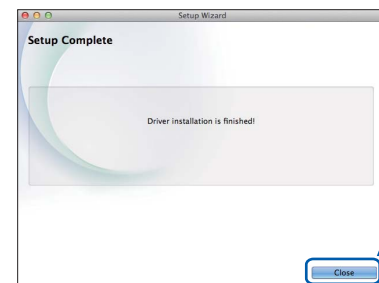 Setup Wizard
Setup Complete
Driver installation is finished!
Close